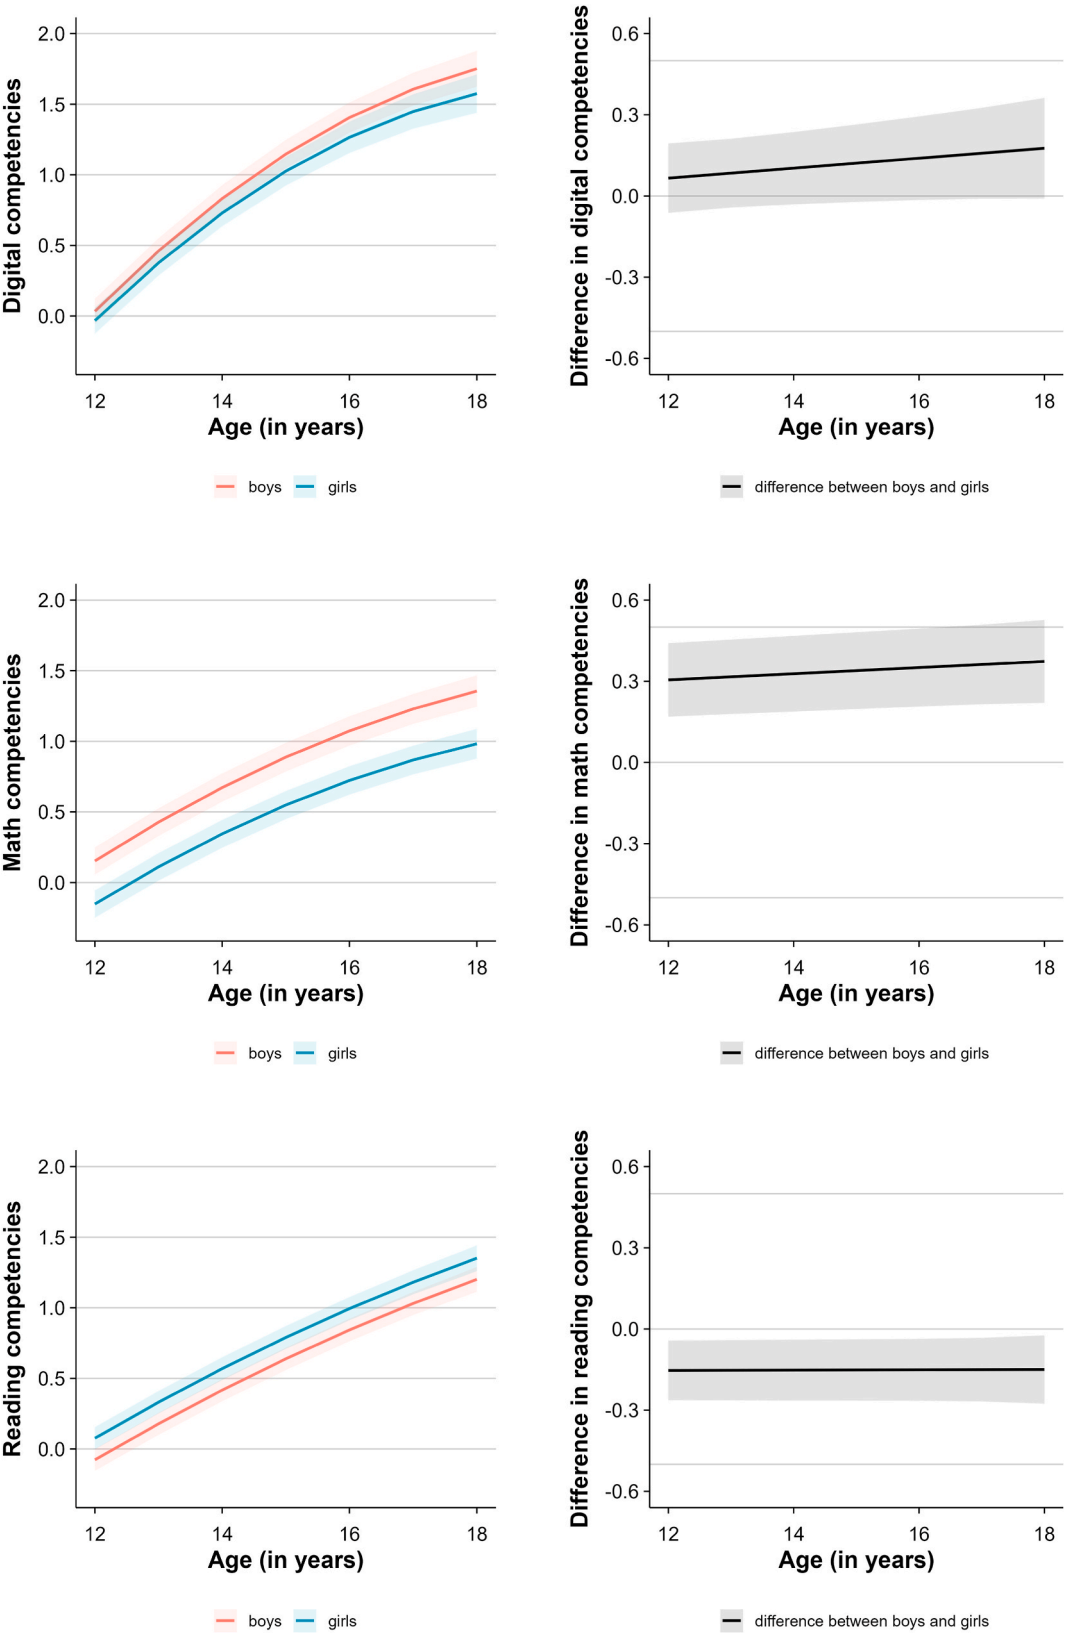 Digital competencies
2.0
1.5
1.0
0.5
0.0
12 14 16 18
Age (in years)
boys girls
Difference in digital competencies
0.6
0.3
0.0
-0.3
-0.6
12 14 16 18
Age (in years)
difference between boys and girls
Math competencies
2.0
1.5
1.0
0.5
0.0
12 14 16 18
Age (in years)
boys girls
Difference in math competencies
0.6
0.3
0.0
-0.3
-0.6
12 14 16 18
Age (in years)
difference between boys and girls
Reading competencies
2.0
1.5
1.0
0.5
0.0
12 14 16 18
Age (in years)
boys girls
Difference in reading competencies
0.6
0.3
0.0
-0.3
-0.6
12 14 16 18
Age (in years)
difference between boys and girls